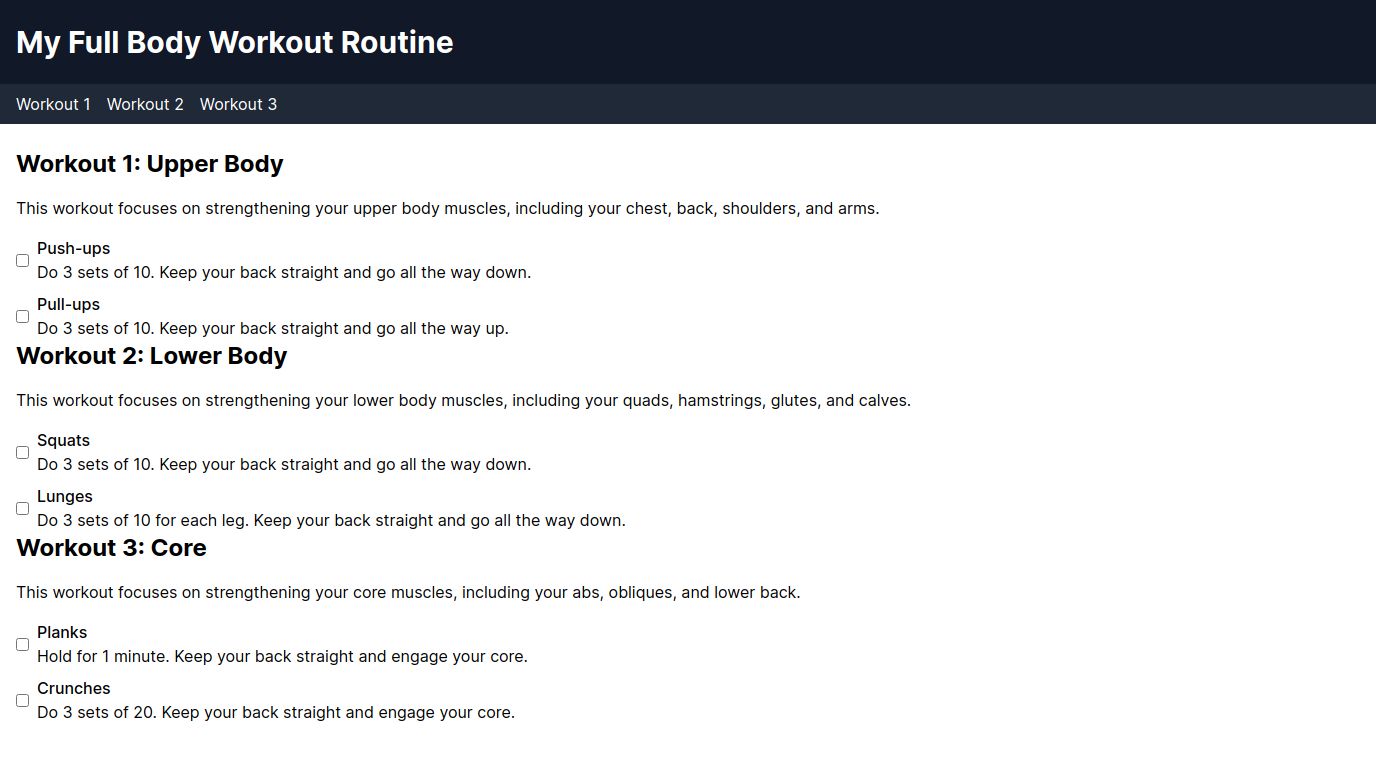 My Full Body Workout Routine
Workout 1 Workout 2 Workout 3
Workout 1: Upper Body
This workout focuses on strengthening your upper body muscles, including your chest, back, shoulders, and arms.
Push-ups
Do 3 sets of 10. Keep your back straight and go all the way down.
Pull-ups
Do 3 sets of 10. Keep your back straight and go all the way up.
Workout 2: Lower Body
This workout focuses on strengthening your lower body muscles, including your quads, hamstrings, glutes, and calves.
Squats
Do 3 sets of 10. Keep your back straight and go all the way down.
Lunges
Do 3 sets of 10 for each leg. Keep your back straight and go all the way down.
Workout 3: Core
This workout focuses on strengthening your core muscles, including your abs, obliques, and lower back.
Planks
Hold for 1 minute. Keep your back straight and engage your core.
Crunches
Do 3 sets of 20. Keep your back straight and engage your core.